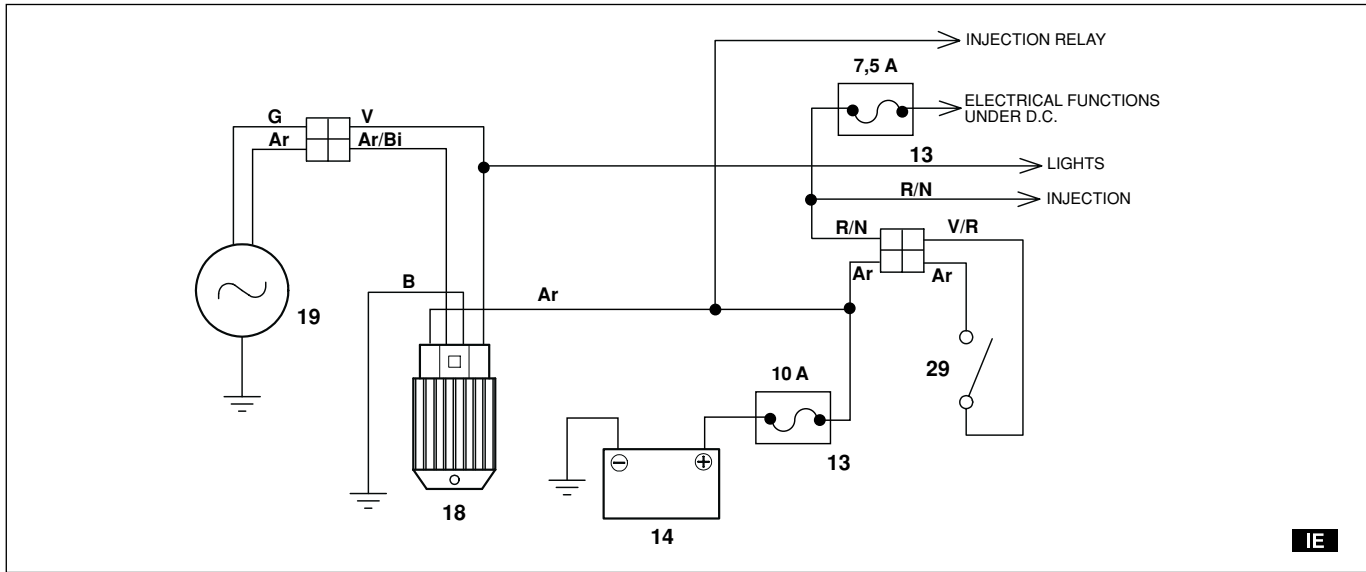 INJECTION RELAY
7,5 A
ELECTRICAL FUNCTIONS
UNDER D.C.
G
V
Ar
Ar/Bi
13
LIGHTS
R/N
INJECTION
R/N
V/R
Ar
Ar
B
Ar
19
29
10 A
13
18
14
IE